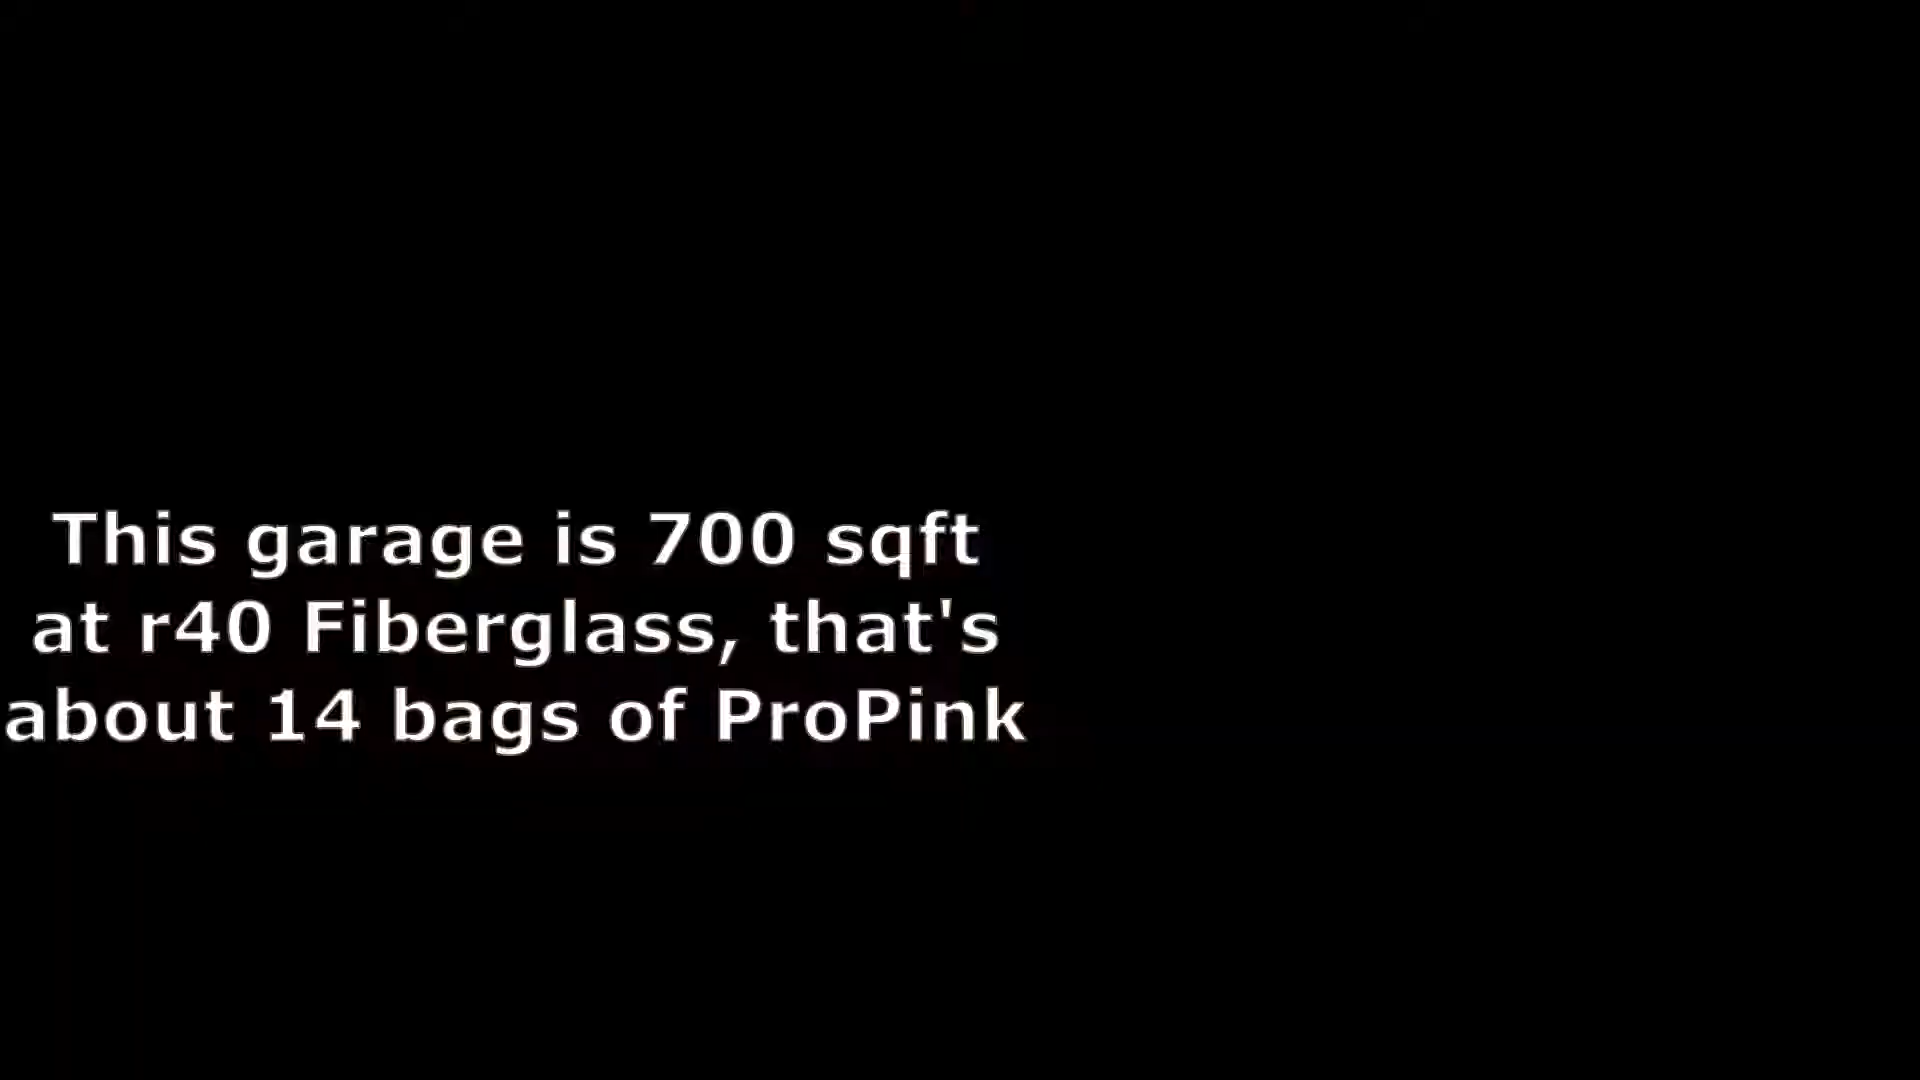 This garage is 700 sqft
at r40 Fiberglass, that's
about 14 bags of ProPink